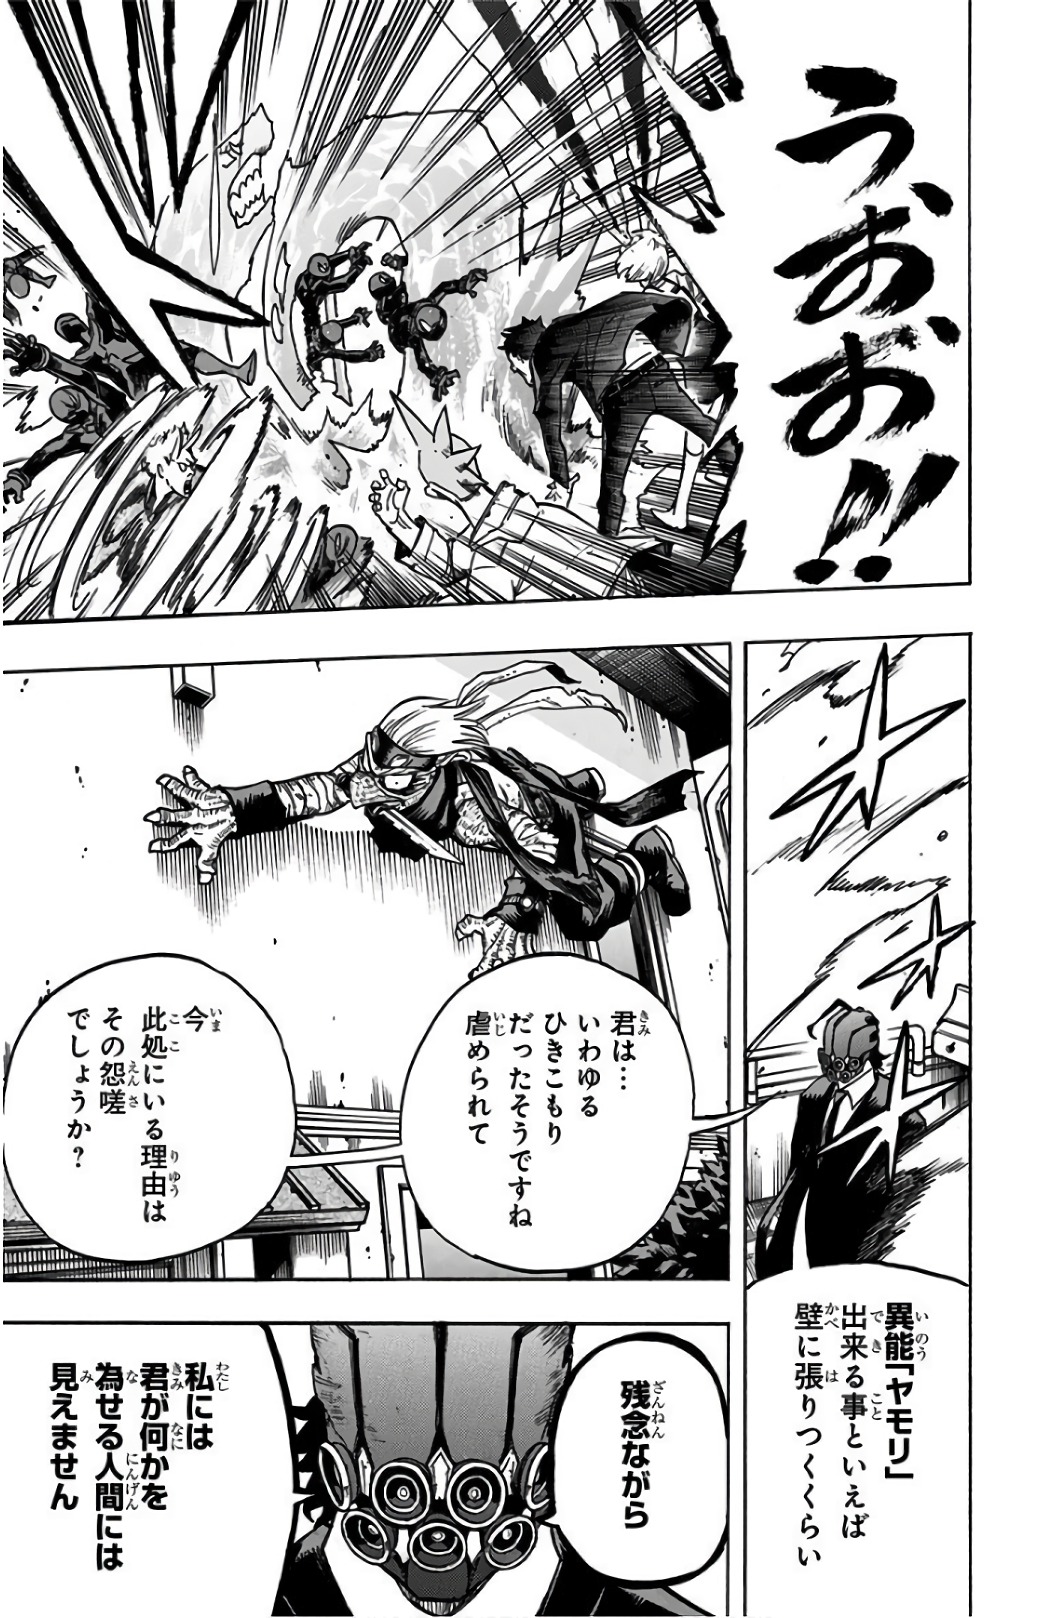 うおお!!
異能「ヤモリ」
出来る事といえば
壁に張りつくくらい
君は…
いわゆる
ひきこもり
だったそうですね
虐められて
今
此処にいる理由は
その怨嗟
でしょうか?
残念ながら
私には
君が何かを
為せる人間には
見えません